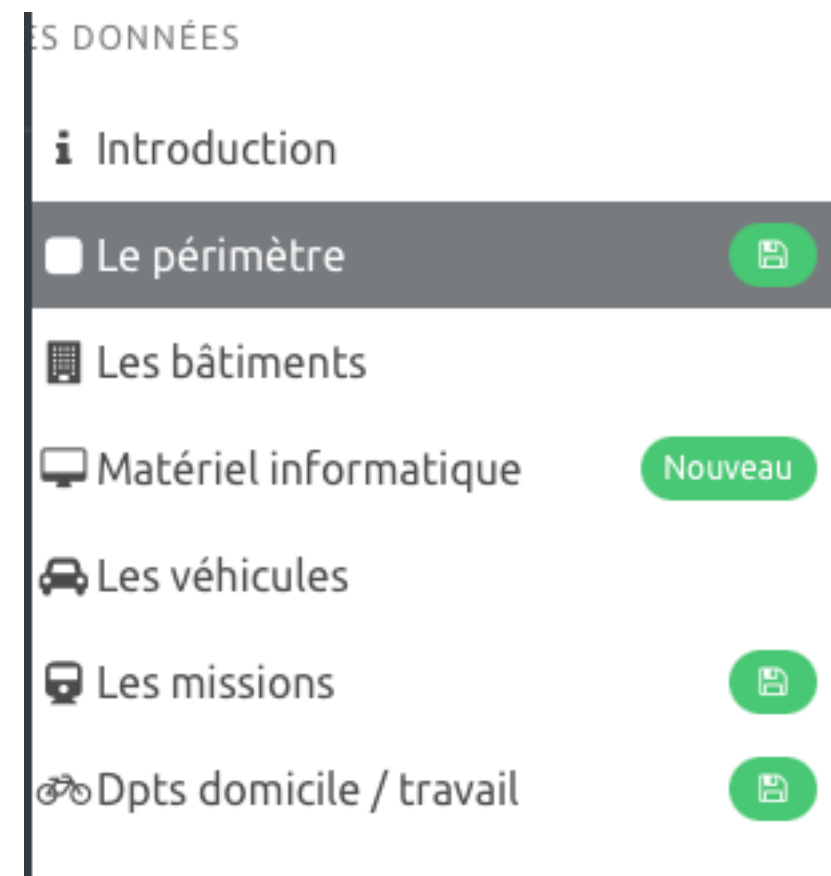 ES DONNÉES
Introduction
Le périmètre
Les bâtiments
Matériel informatique Nouveau
Les véhicules
Les missions
Dpts domicile / travail